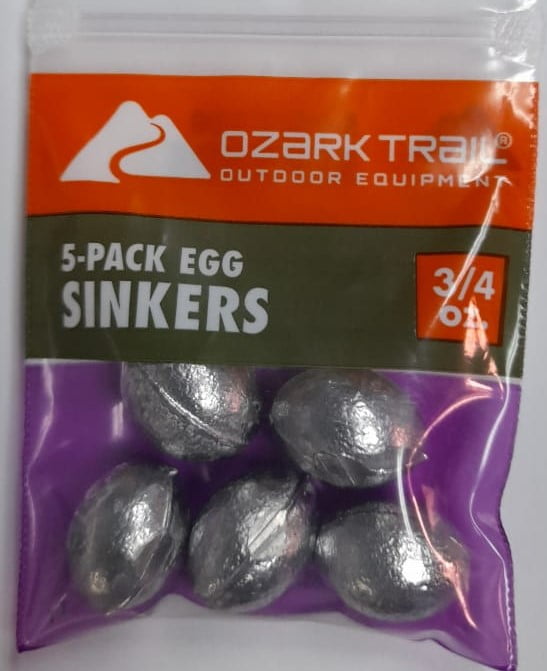 OZARK TRAIL®
OUTDOOR EQUIPMENT
5-PACK EGG
SINKERS
3/4
oz.